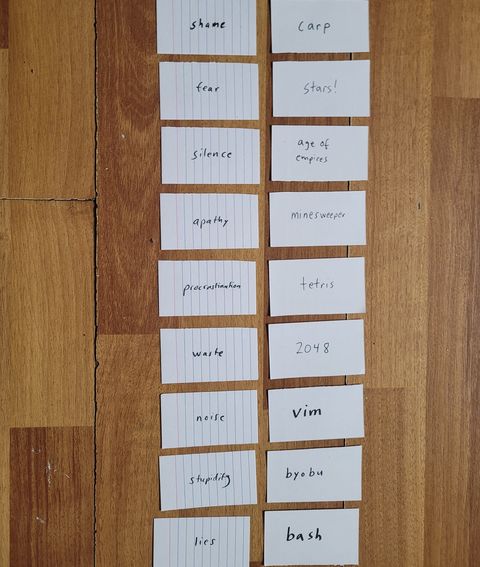 shame
carp
fear
stars!
silence
age of
empires
apathy
minesweeper
procrastination
tetris
waste
2048
noise
vim
stupidity
byobu
lies
bash